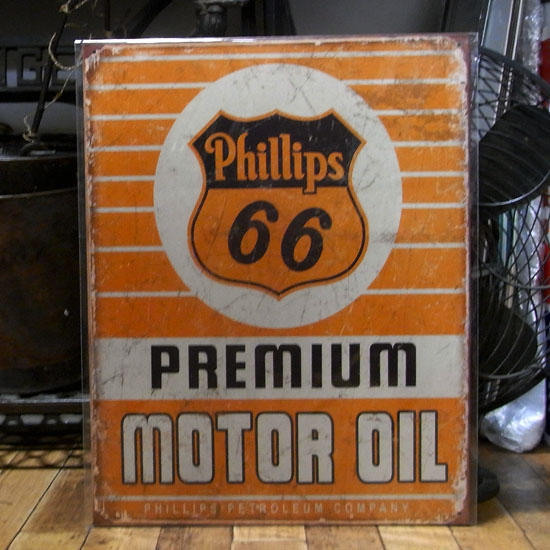 Phillips
66
PREMIUM
MOTOR OIL
PHILLIPS PETROLEUM COMPANY